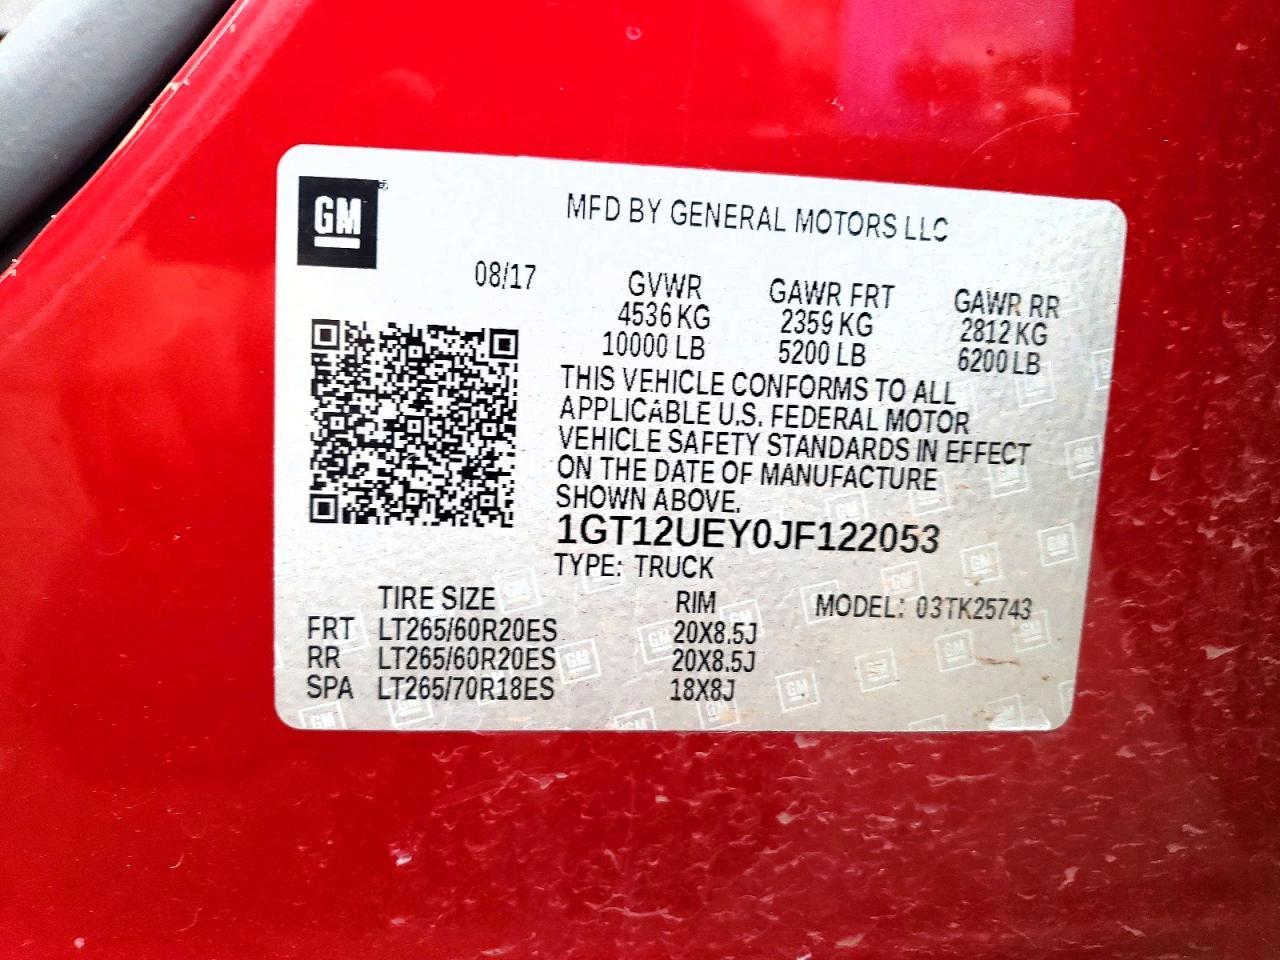 GM
MFD BY GENERAL MOTORS LLC
08/17 GVWR GAWR FRT GAWR RR
4536 KG 2359 KG 2812 KG
10000 LB 5200 LB 6200 LB
THIS VEHICLE CONFORMS TO ALL
APPLICABLE U.S. FEDERAL MOTOR
VEHICLE SAFETY STANDARDS IN EFFECT
ON THE DATE OF MANUFACTURE
SHOWN ABOVE.
1GT12UEY0JF122053
TYPE: TRUCK
TIRE SIZE RIM MODEL: 03TK25743
FRT LT265/60R20ES 20X8.5J
RR LT265/60R20ES 20X8.5J
SPA LT265/70R18ES 18X8J